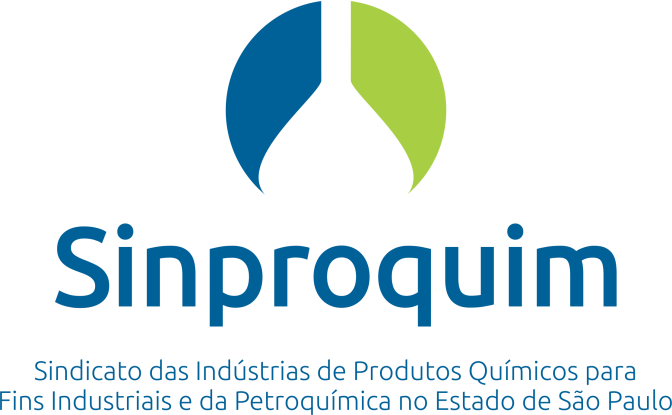 Sinproquim
Sindicato das Indústrias de Produtos Químicos para
Fins Industriais e da Petroquímica no Estado de São Paulo